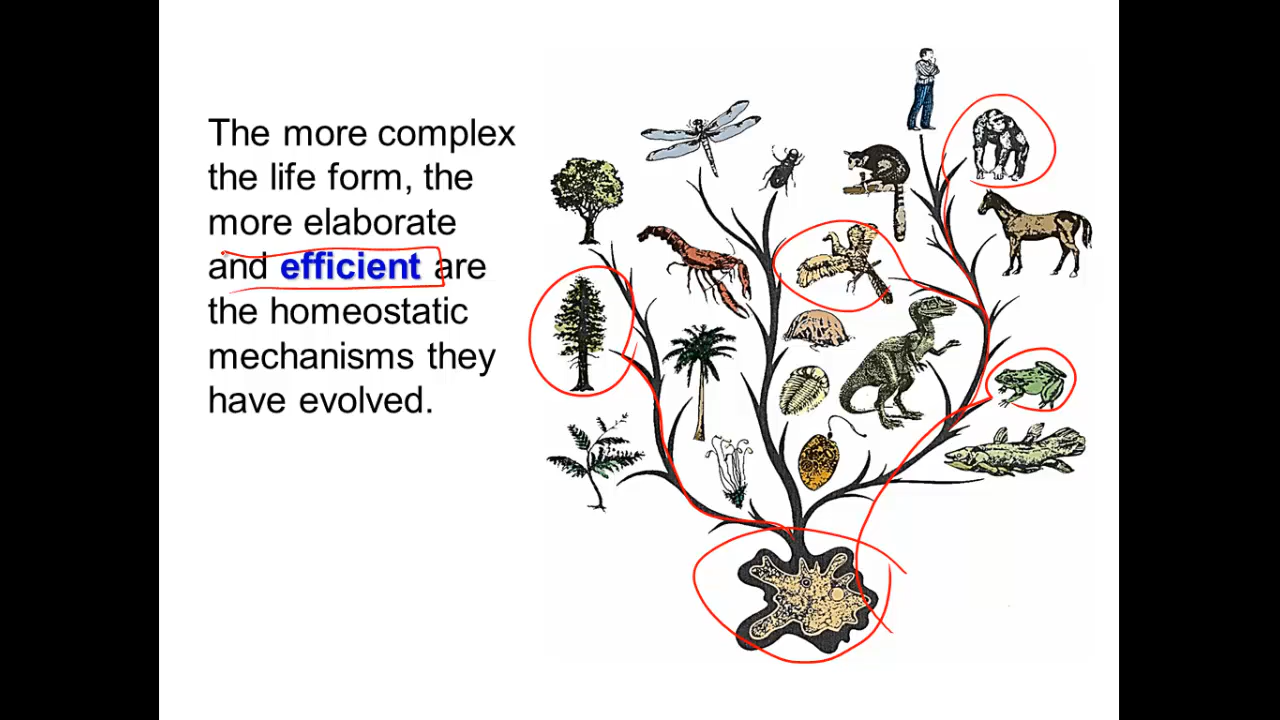 The more complex
the life form, the
more elaborate
and efficient are
the homeostatic
mechanisms they
have evolved.